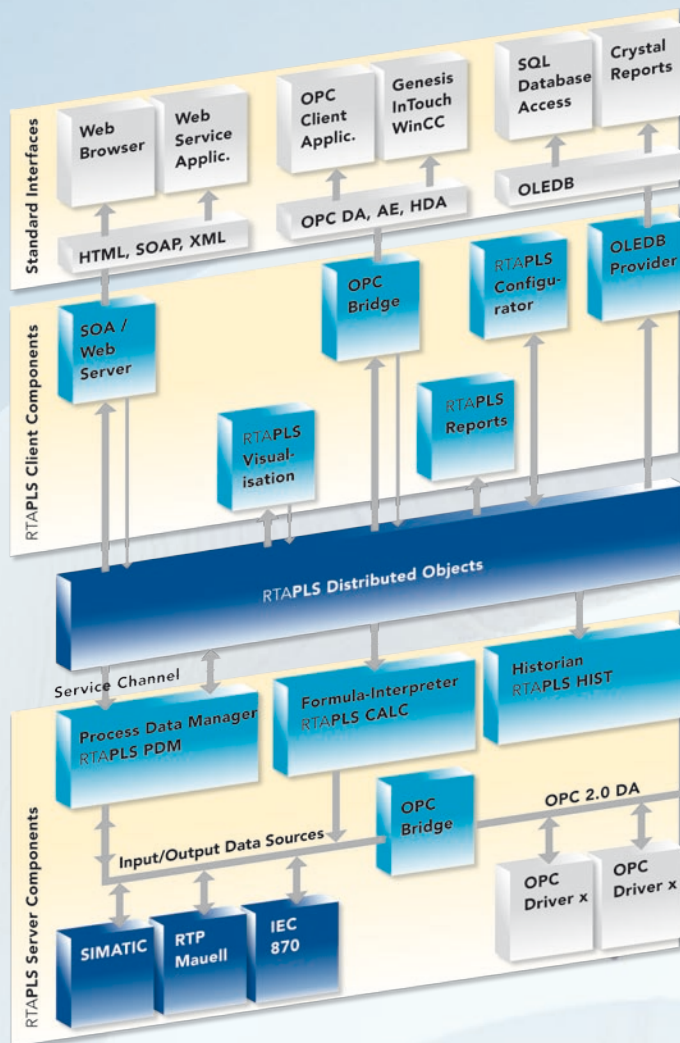 Standard Interfaces
Web
Browser
Web
Service
Applic.
OPC
Client
Applic.
Genesis
InTouch
WinCC
SQL
Database
Access
Crystal
Reports
HTML, SOAP, XML
OPC DA, AE, HDA
OLEDB
RTAPLS Client Components
SOA /
Web
Server
RTAPLS
Visual-
isation
OPC
Bridge
RTAPLS
Reports
RTAPLS
Configu-
rator
OLEDB
Provider
RTAPLS Distributed Objects
Service Channel
RTAPLS Server Components
Process Data Manager
RTAPLS PDM
Formula-Interpreter
RTAPLS CALC
Historian
RTAPLS HIST
Input/Output Data Sources
OPC
Bridge
OPC 2.0 DA
SIMATIC
RTP
Mauell
IEC
870
OPC
Driver x
OPC
Driver x